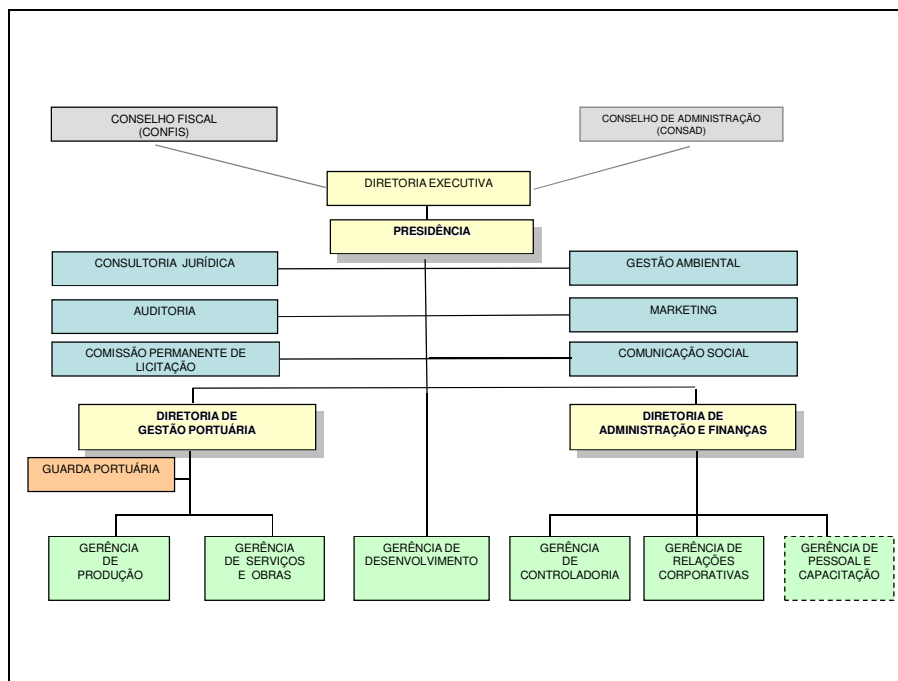 CONSELHO FISCAL
(CONFIS)
CONSELHO DE ADMINISTRAÇÃO
(CONSAD)
DIRETORIA EXECUTIVA
PRESIDÊNCIA
CONSULTORIA JURÍDICA
GESTÃO AMBIENTAL
AUDITORIA
MARKETING
COMISSÃO PERMANENTE DE
LICITAÇÃO
COMUNICAÇÃO SOCIAL
DIRETORIA DE
GESTÃO PORTUÁRIA
DIRETORIA DE
ADMINISTRAÇÃO E FINANÇAS
GUARDA PORTUÁRIA
GERÊNCIA
DE
PRODUÇÃO
GERÊNCIA
DE SERVIÇOS
E OBRAS
GERÊNCIA DE
DESENVOLVIMENTO
GERÊNCIA
DE
CONTROLADORIA
GERÊNCIA DE
RELAÇÕES
CORPORATIVAS
GERÊNCIA DE
PESSOAL E
CAPACITAÇÃO